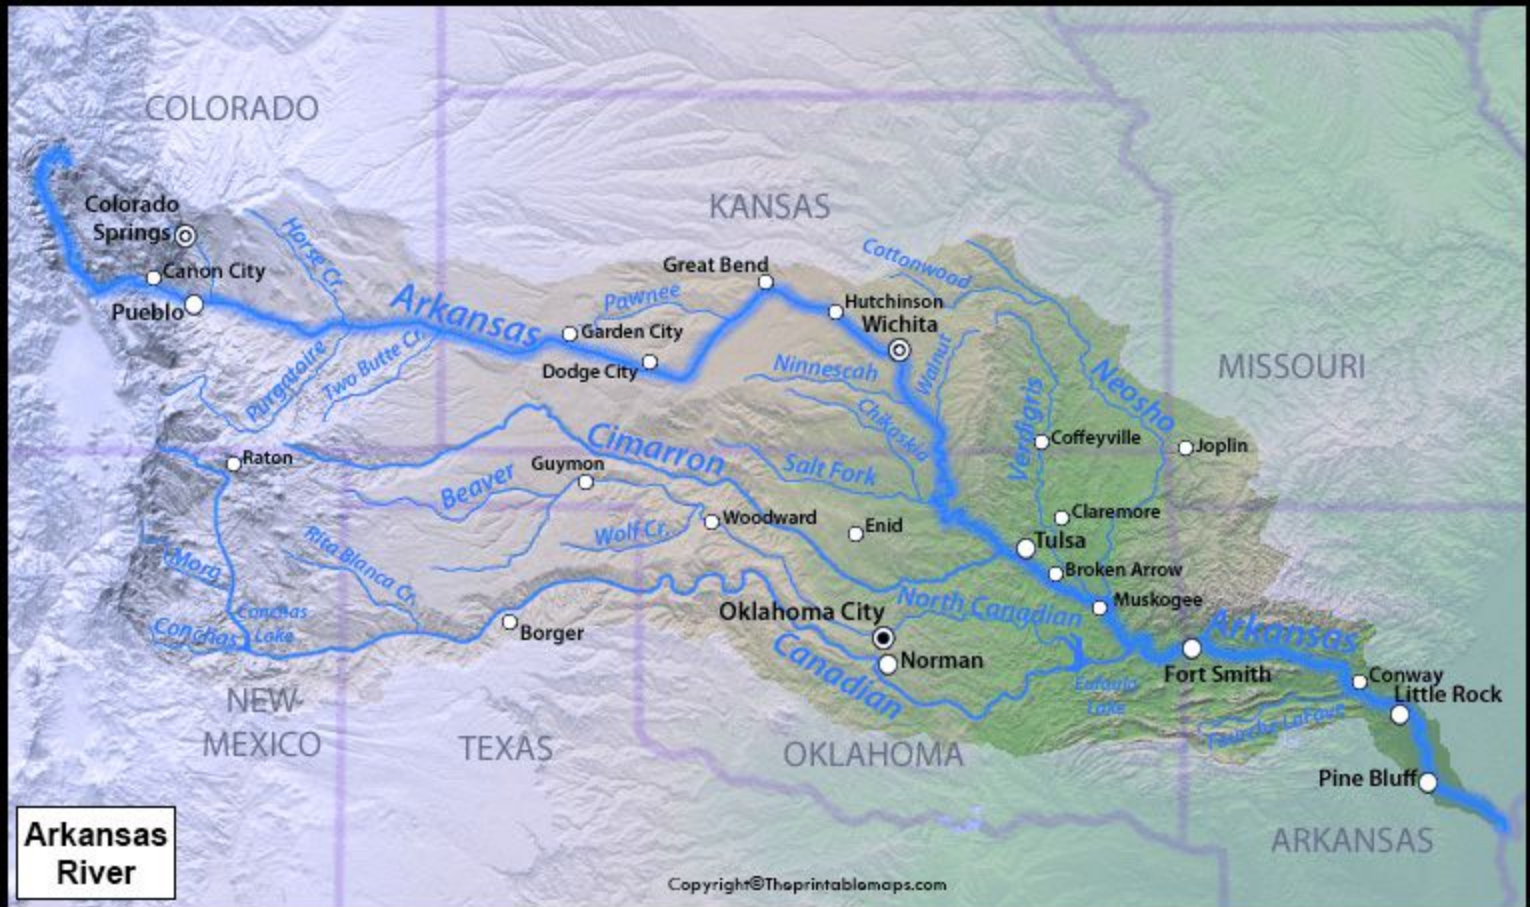 COLORADO
KANSAS
Colorado
Springs
Horse Cr.
Cottonwood
Great Bend
Canon City
Arkansas
Pawnee
Hutchinson
Pueblo
Garden City
Wichita
MISSOURI
Dodge City
Purgatoire
Two Butte Cr.
Ninnescah
Walnut
Neosho
Chikaskia
Verdigris
Coffeyville
Joplin
Raton
Cimarron
Guymon
Beaver
Salt Fork
Woodward
Claremore
Wolf Cr.
Enid
Tulsa
Rita Blanca Cr.
Mora
Broken Arrow
Muskogee
North Canadian
Conchas
Lake
Conchas
Oklahoma City
Borger
Arkansas
Norman
Canadian
Fort Smith
Conway
Eufaula
Lake
Little Rock
NEW
MEXICO
TEXAS
OKLAHOMA
Fourche LaFave
Pine Bluff
ARKANSAS
Arkansas
River
Copyright©Theprintablemaps.com